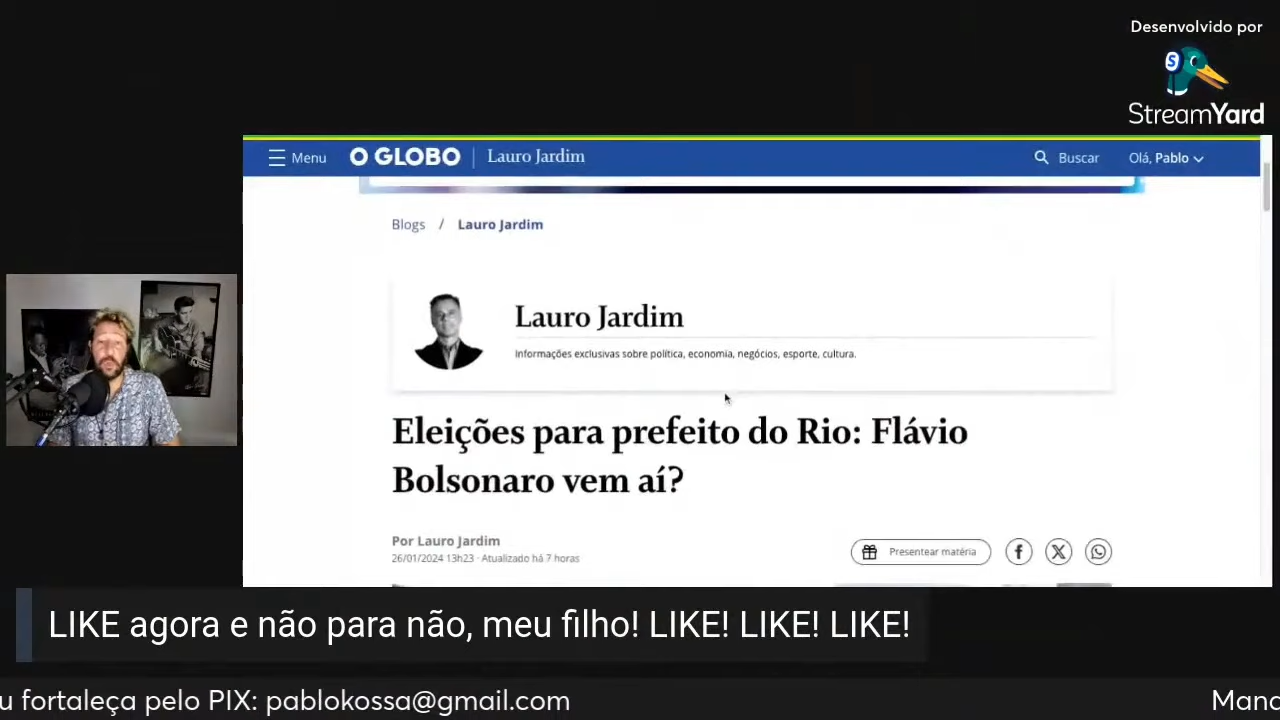 Desenvolvido por
StreamYard
Menu O GLOBO Lauro Jardim Buscar Olá, Pablo
Blogs / Lauro Jardim
Lauro Jardim
Informações exclusivas sobre política, economia, negócios, esporte, cultura.
Eleições para prefeito do Rio: Flávio
Bolsonaro vem aí?
Por Lauro Jardim
26/01/2024 13h23 · Atualizado há 7 horas
Presentear matéria
LIKE agora e não para não, meu filho! LIKE! LIKE! LIKE!
u fortaleça pelo PIX: pablokossa@gmail.com
Mand